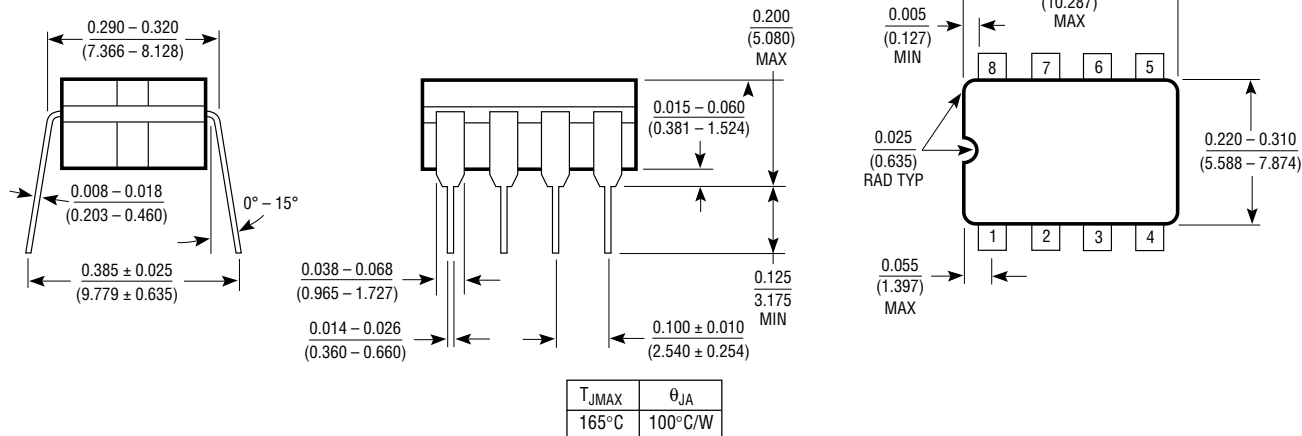 0.290 – 0.320
(7.366 – 8.128)
0.008 – 0.018
(0.203 – 0.460)
0° – 15°
0.385 ± 0.025
(9.779 ± 0.635)
0.200
(5.080)
MAX
0.015 – 0.060
(0.381 – 1.524)
0.038 – 0.068
(0.965 – 1.727)
0.014 – 0.026
(0.360 – 0.660)
0.100 ± 0.010
(2.540 ± 0.254)
0.125
3.175
MIN
(10.287)
MAX
0.005
(0.127)
MIN
8 7 6 5
0.025
(0.635)
RAD TYP
0.220 – 0.310
(5.588 – 7.874)
1 2 3 4
0.055
(1.397)
MAX
TJMAX θJA
165°C 100°C/W